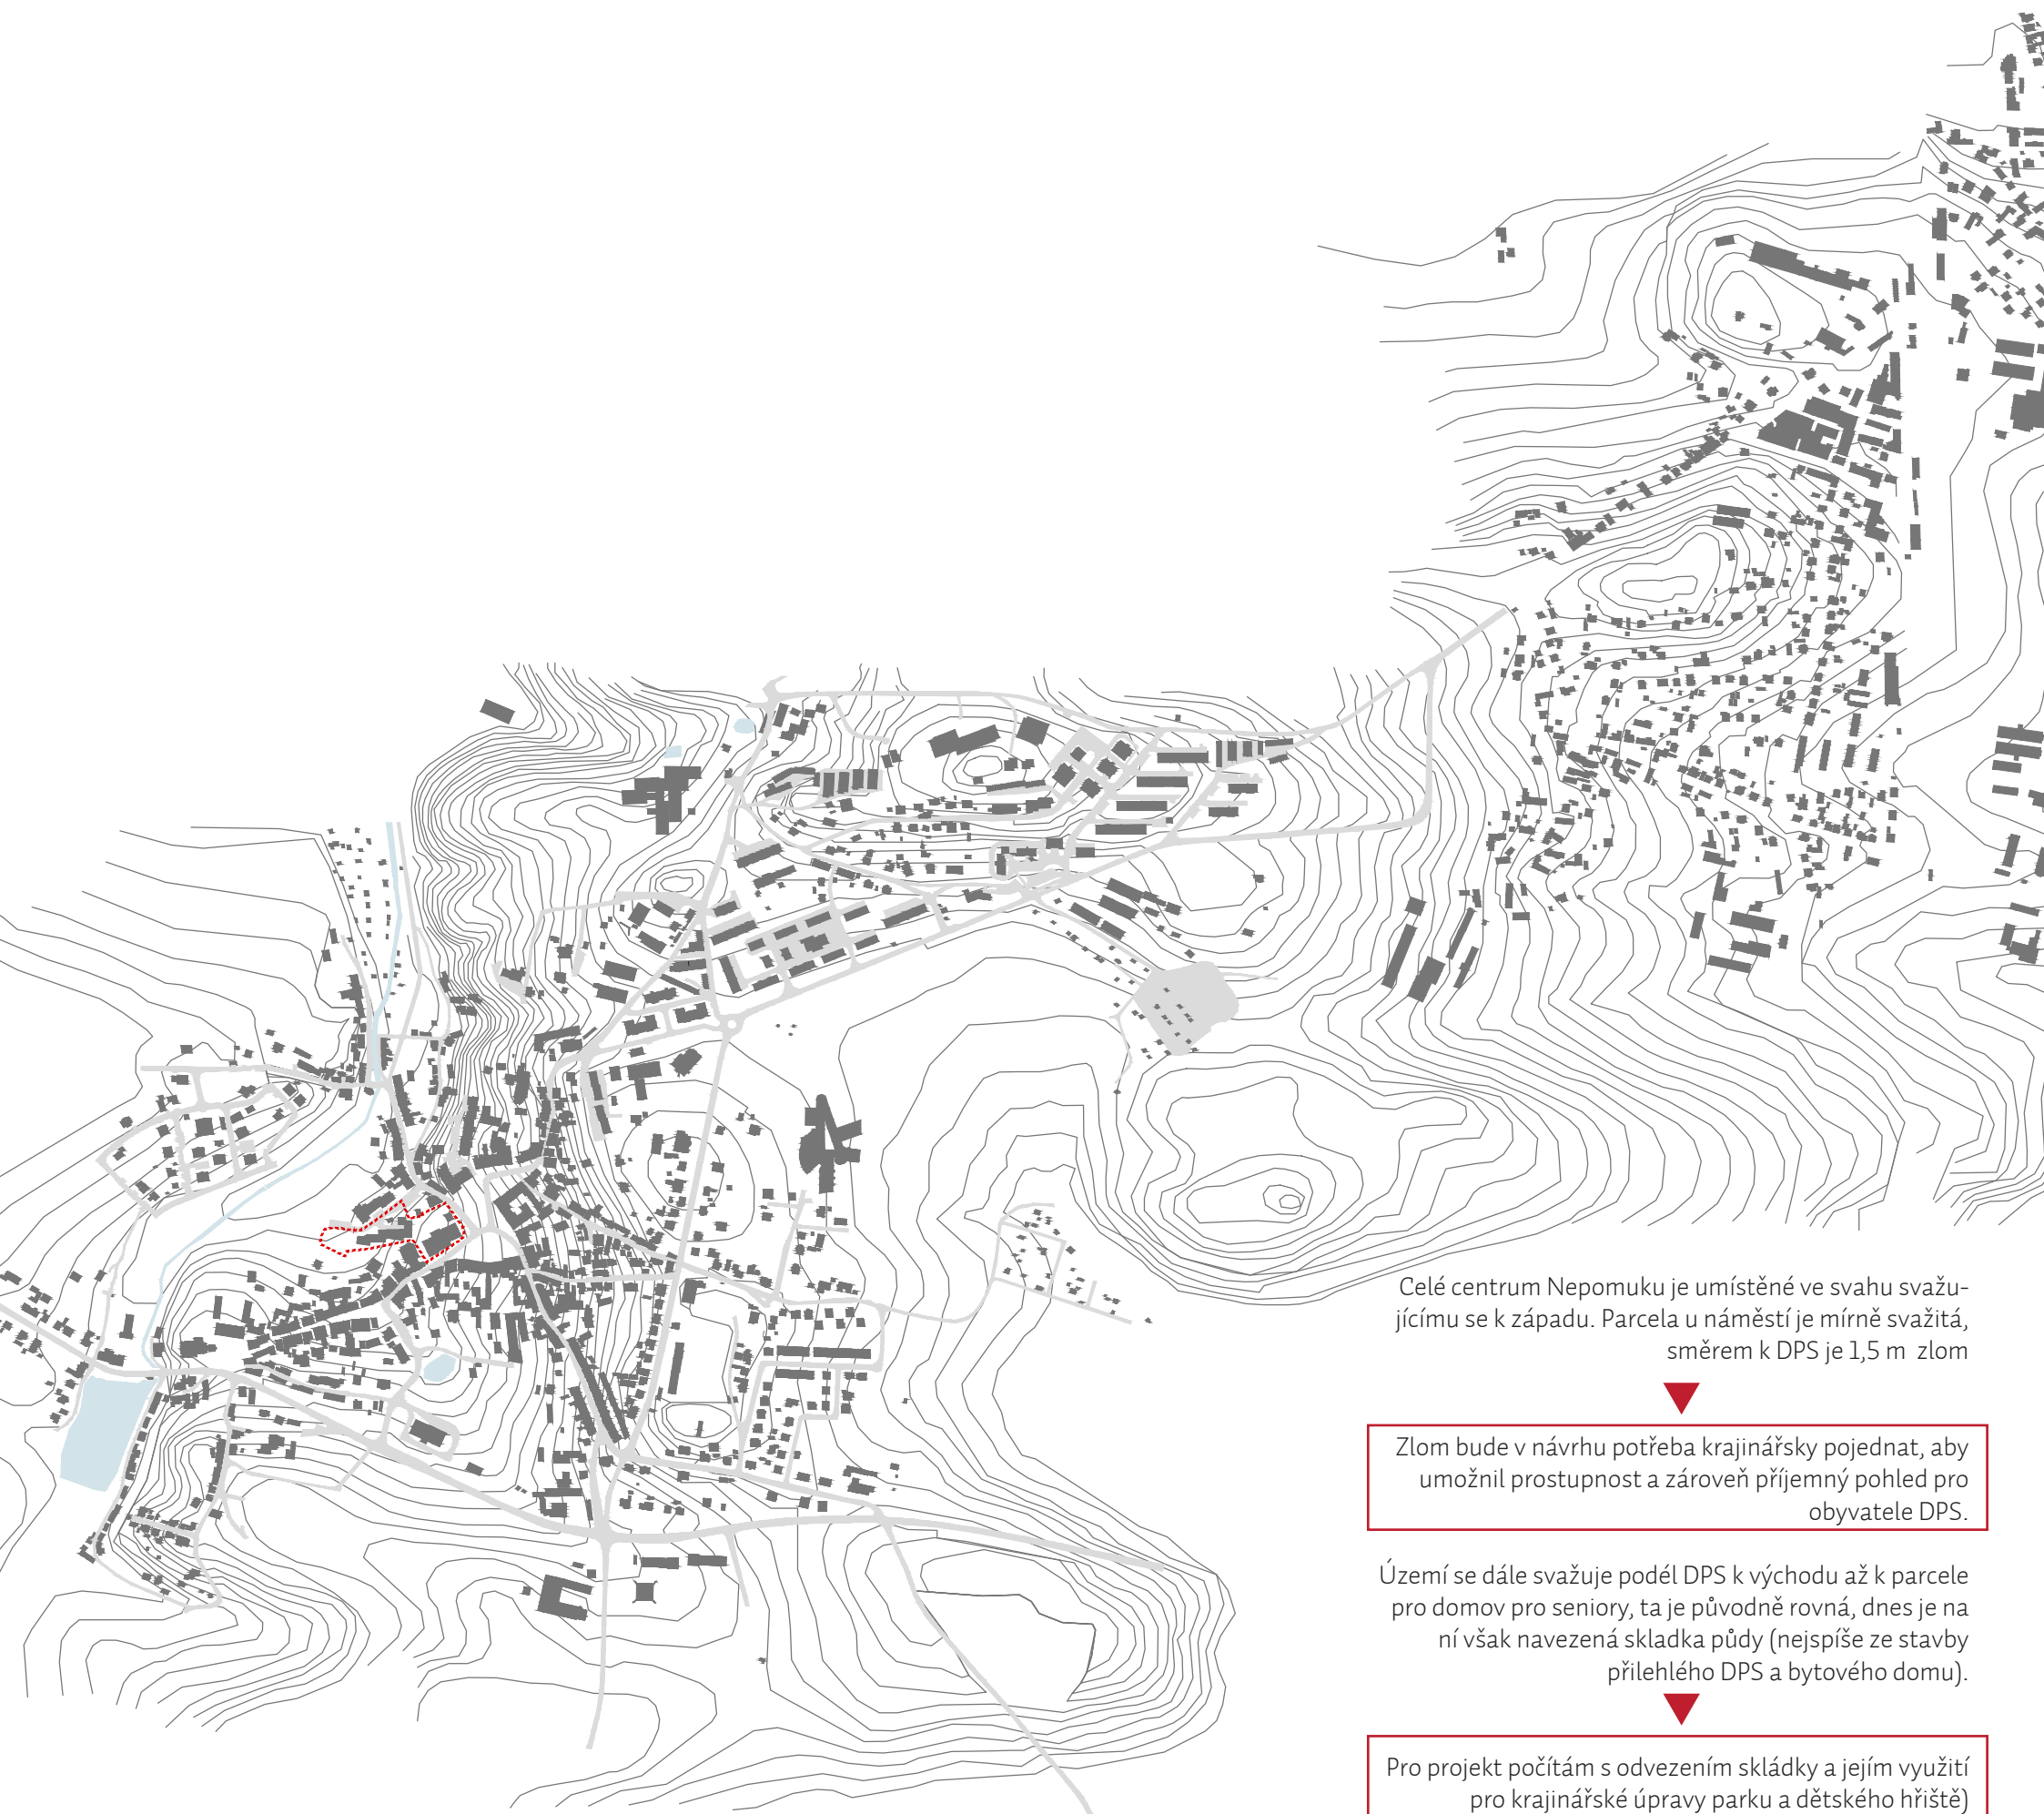 Celé centrum Nepomuku je umístěné ve svahu svažu-
jícímu se k západu. Parcela u náměstí je mírně svažitá,
směrem k DPS je 1,5 m  zlom
Zlom bude v návrhu potřeba krajinářsky pojednat, aby
umožnil prostupnost a zároveň příjemný pohled pro
obyvatele DPS.
Území se dále svažuje podél DPS k východu až k parcele
pro domov pro seniory, ta je původně rovná, dnes je na
ní však navezená skladka půdy (nejspíše ze stavby
přilehlého DPS a bytového domu).
Pro projekt počítám s odvezením skládky a jejím využití
pro krajinářské úpravy parku a dětského hřiště)